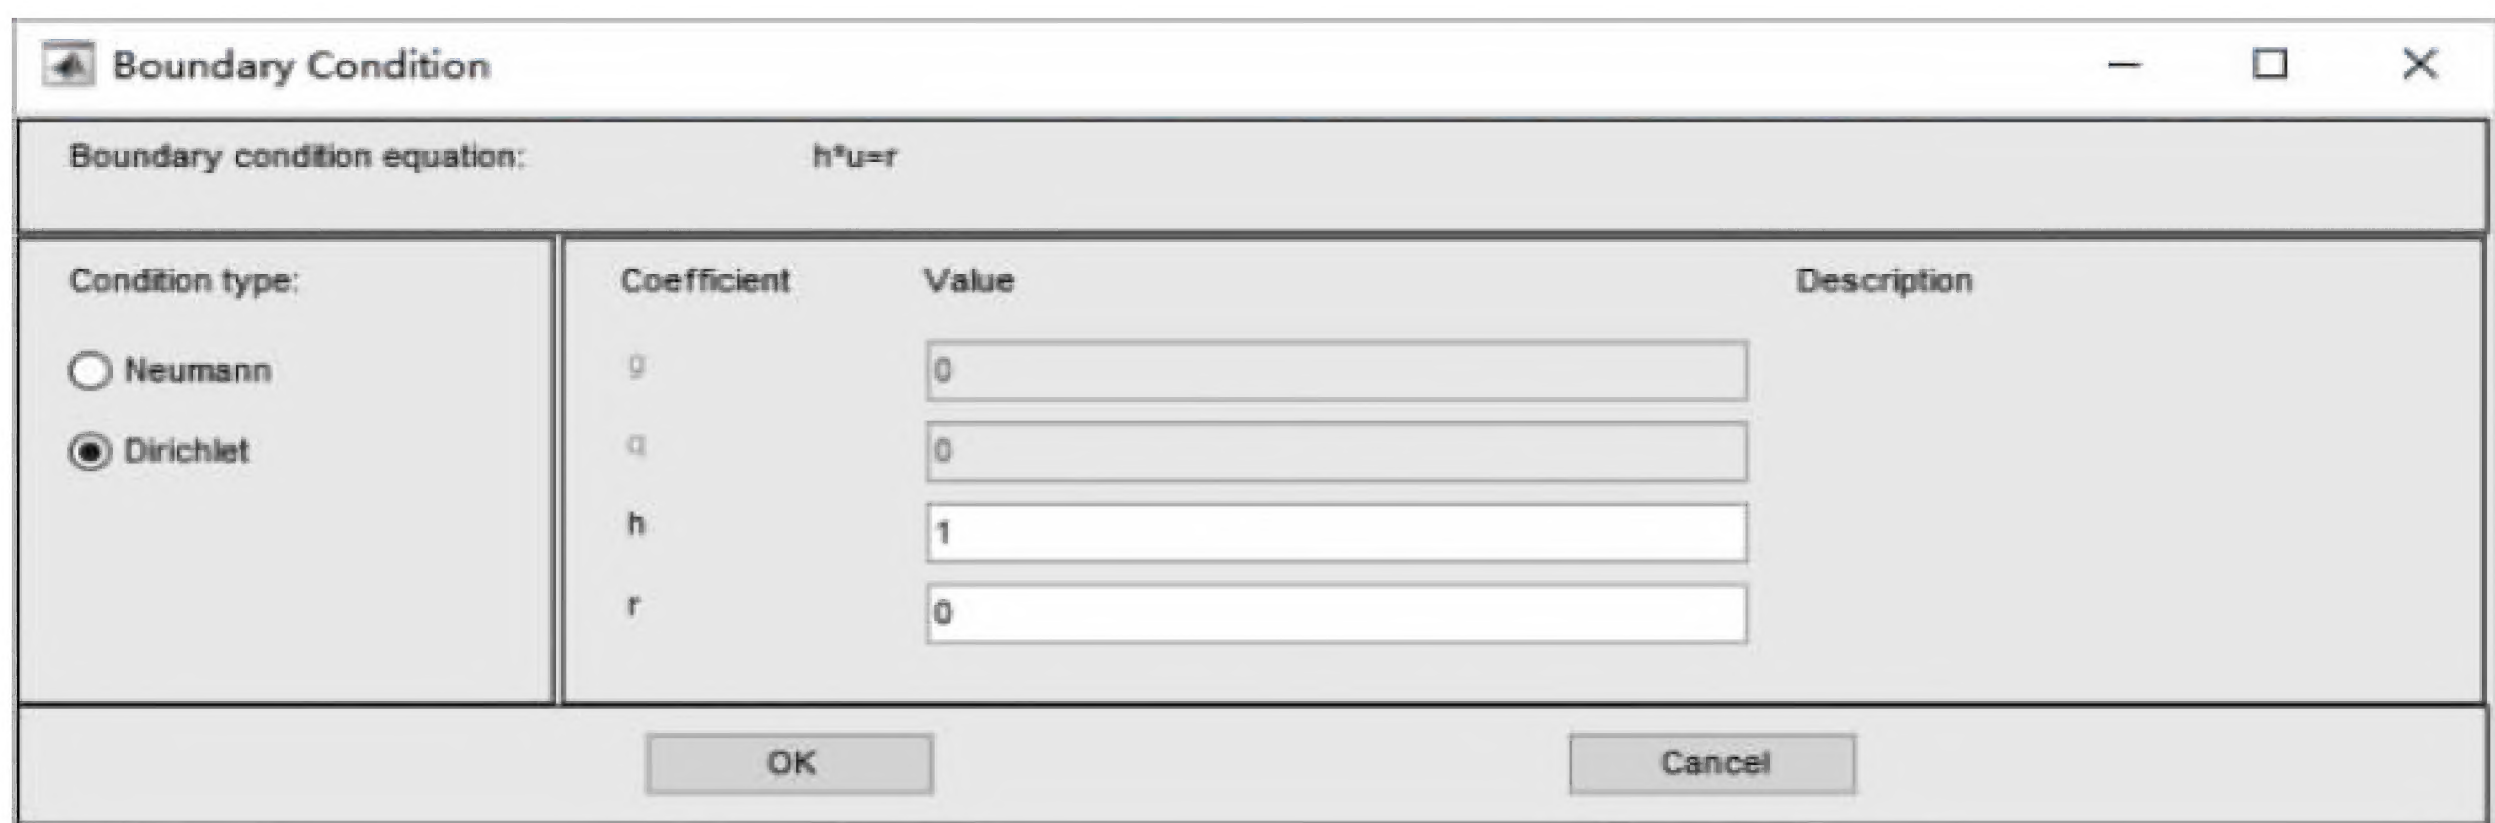 Boundary Condition
Boundary condition equation: h*u=r
Condition type:
Neumann
Dirichlet
Coefficient Value Description
g 0
q 0
h 1
r 0
OK Cancel